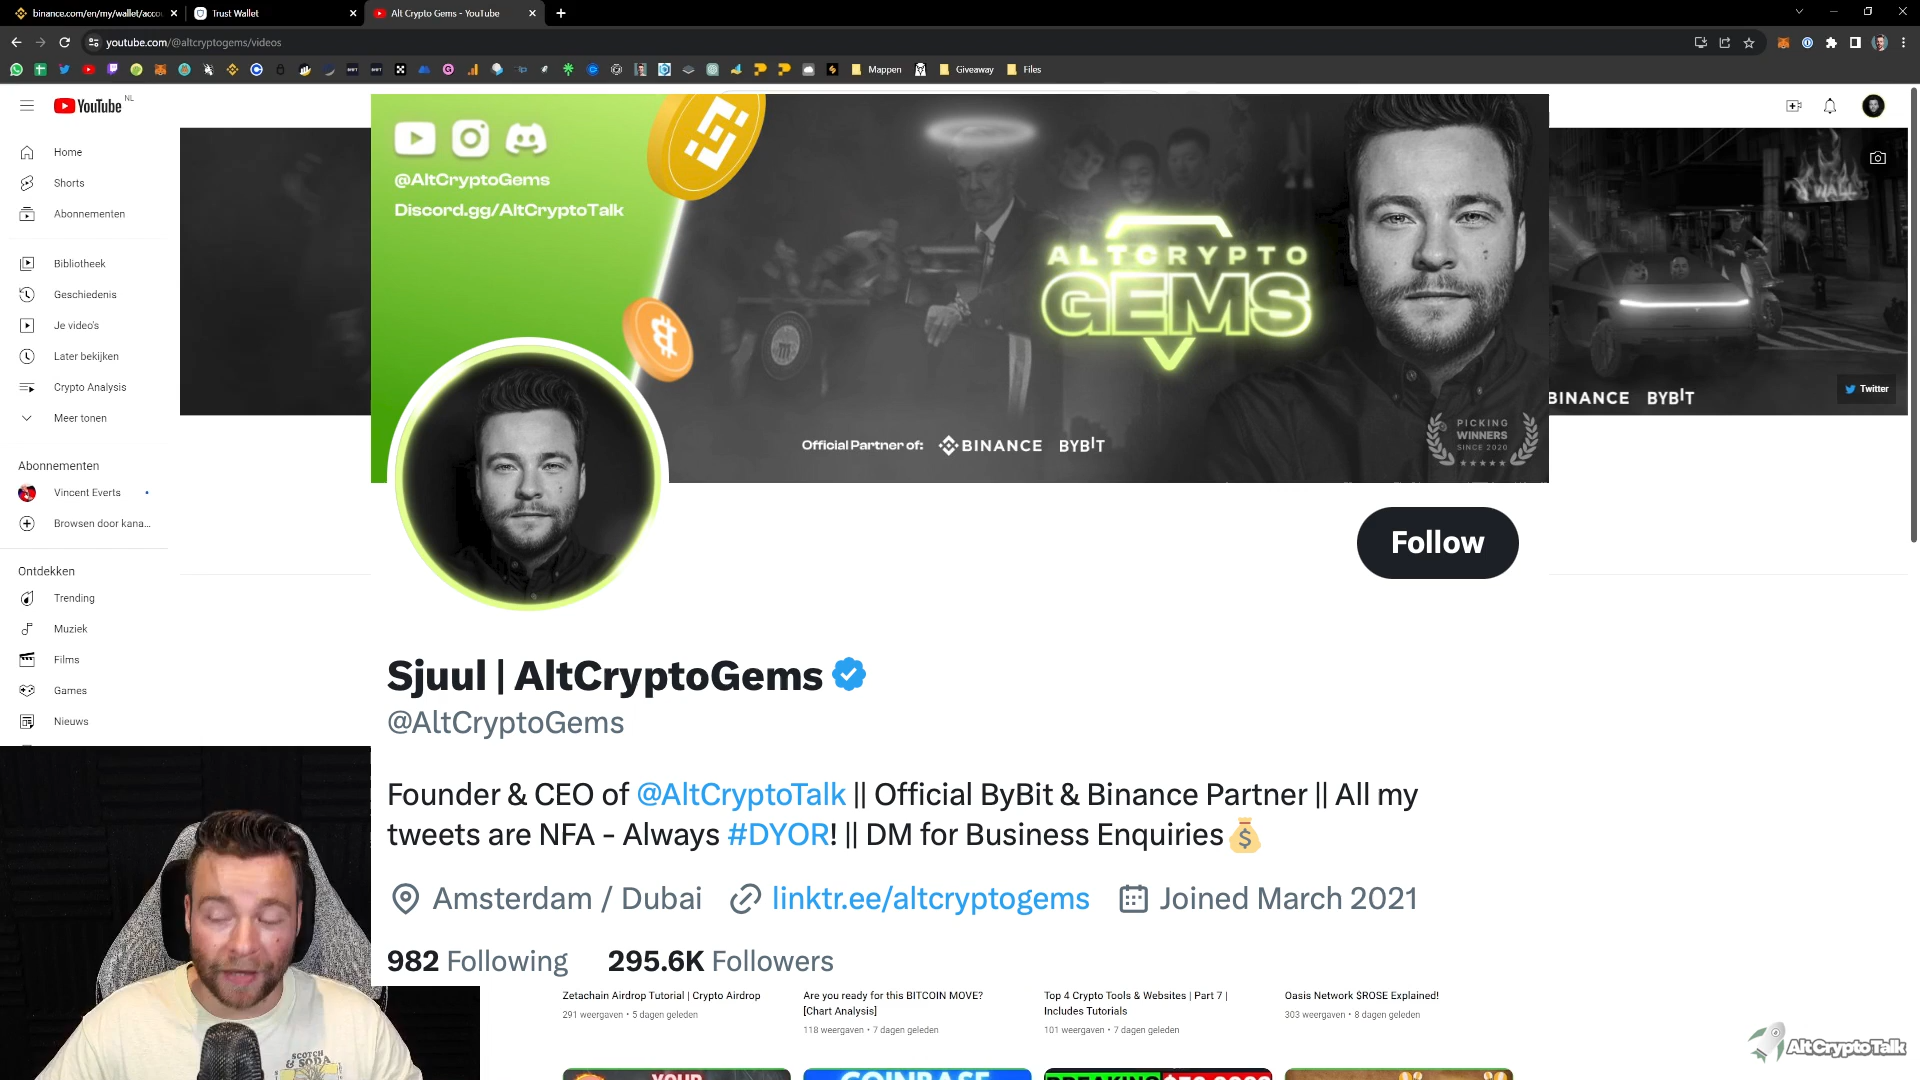 binance.com/en/my/wallet/acco
Trust Wallet
Alt Crypto Gems - YouTube
youtube.com/@altcryptogems/videos
Mappen
Giveaway
Files
YouTube
NL
Home
Shorts
Abonnementen
Bibliotheek
Geschiedenis
Je video's
Later bekijken
Crypto Analysis
Meer tonen
Abonnementen
Vincent Everts
Browsen door kana...
Ontdekken
Trending
Muziek
Films
Games
Nieuws
@AltCryptoGems
Discord.gg/AltCryptoTalk
ALTCRYPTO
GEMS
Official Partner of: BINANCE BYBIT
PICKING
WINNERS
SINCE 2020
WALL
BINANCE BYBIT
Twitter
Follow
Sjuul | AltCryptoGems
@AltCryptoGems
Founder & CEO of @AltCryptoTalk || Official ByBit & Binance Partner || All my
tweets are NFA - Always #DYOR! || DM for Business Enquiries
Amsterdam / Dubai linktr.ee/altcryptogems Joined March 2021
982 Following 295.6K Followers
Zetachain Airdrop Tutorial | Crypto Airdrop
291 weergaven • 5 dagen geleden
Are you ready for this BITCOIN MOVE?
[Chart Analysis]
118 weergaven • 7 dagen geleden
Top 4 Crypto Tools & Websites | Part 7 |
Includes Tutorials
101 weergaven • 7 dagen geleden
Oasis Network $ROSE Explained!
303 weergaven • 8 dagen geleden
YOUR
COINBASE
BREAKING
SCOTCH
& SODA
AltCryptoTalk